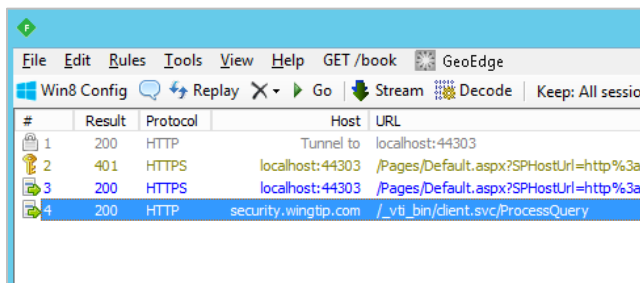 F
File Edit Rules Tools View Help GET /book GeoEdge
Win8 Config Replay Go Stream Decode Keep: All sessio
# Result Protocol Host URL
1 200 HTTP Tunnel to localhost:44303
2 401 HTTPS localhost:44303 /Pages/Default.aspx?SPHostUrl=http%3a
3 200 HTTPS localhost:44303 /Pages/Default.aspx?SPHostUrl=http%3a
4 200 HTTP security.wingtip.com /_vti_bin/client.svc/ProcessQuery